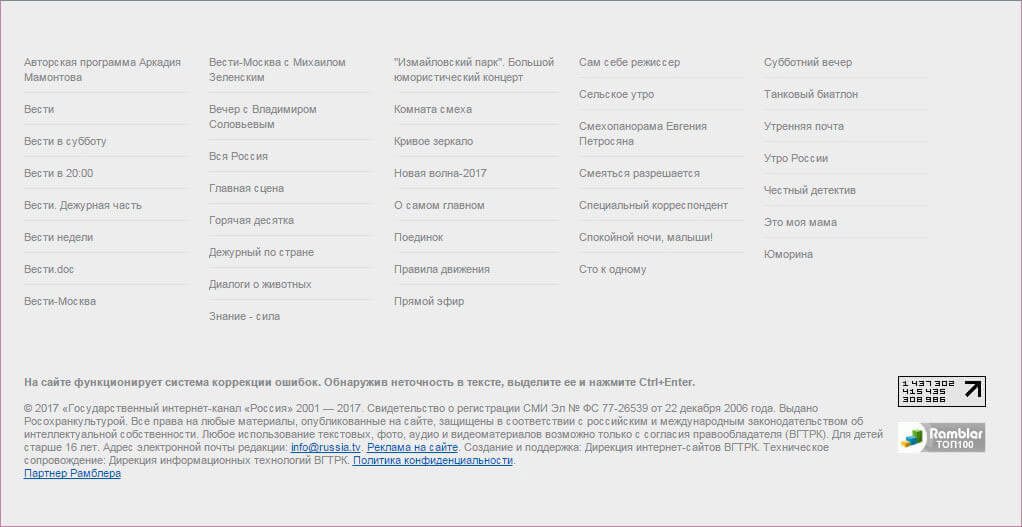 Авторская программа Аркадия
Мамонтова
Вести
Вести в субботу
Вести в 20:00
Вести. Дежурная часть
Вести недели
Вести.doc
Вести-Москва
Вести-Москва с Михаилом
Зеленским
Вечер с Владимиром
Соловьевым
Вся Россия
Главная сцена
Горячая десятка
Дежурный по стране
Диалоги о животных
Знание - сила
"Измайловский парк". Большой
юмористический концерт
Комната смеха
Кривое зеркало
Новая волна-2017
О самом главном
Поединок
Правила движения
Прямой эфир
Сам себе режиссер
Сельское утро
Смехопанорама Евгения
Петросяна
Смеяться разрешается
Специальный корреспондент
Спокойной ночи, малыши!
Сто к одному
Субботний вечер
Танковый биатлон
Утренняя почта
Утро России
Честный детектив
Это моя мама
Юморина
На сайте функционирует система коррекции ошибок. Обнаружив неточность в тексте, выделите ее и нажмите Ctrl+Enter.
© 2017 «Государственный интернет-канал «Россия» 2001 — 2017. Свидетельство о регистрации СМИ Эл № ФС 77-26539 от 22 декабря 2006 года. Выдано
Росохранкультурой. Все права на любые материалы, опубликованные на сайте, защищены в соответствии с российским и международным законодательством об
интеллектуальной собственности. Любое использование текстовых, фото, аудио и видеоматериалов возможно только с согласия правообладателя (ВГТРК). Для детей
старше 16 лет. Адрес электронной почты редакции: info@russia.tv. Реклама на сайте. Создание и поддержка: Дирекция интернет-сайтов ВГТРК. Техническое
сопровождение: Дирекция информационных технологий ВГТРК. Политика конфиденциальности.
Партнер Рамблера
1 437 302
415 435
308 986
Rambler
ТОП100